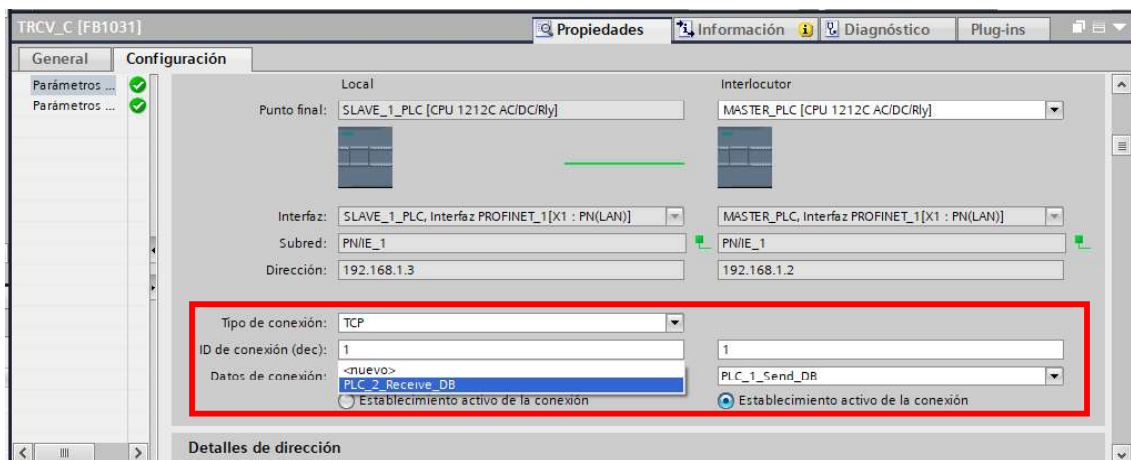 TRCV_C [FB1031]
Propiedades Información Diagnóstico Plug-ins
General Configuración
Parámetros ...
Parámetros ...
Local Interlocutor
Punto final: SLAVE_1_PLC [CPU 1212C AC/DC/Rly] MASTER_PLC [CPU 1212C AC/DC/Rly]
Interfaz: SLAVE_1_PLC, Interfaz PROFINET_1[X1 : PN(LAN)] MASTER_PLC, Interfaz PROFINET_1[X1 : PN(LAN)]
Subred: PN/IE_1 PN/IE_1
Dirección: 192.168.1.3 192.168.1.2
Tipo de conexión: TCP
ID de conexión (dec): 1 1
<nuevo>
Datos de conexión: PLC_2_Receive_DB PLC_1_Send_DB
Establecimiento activo de la conexión Establecimiento activo de la conexión
Detalles de dirección